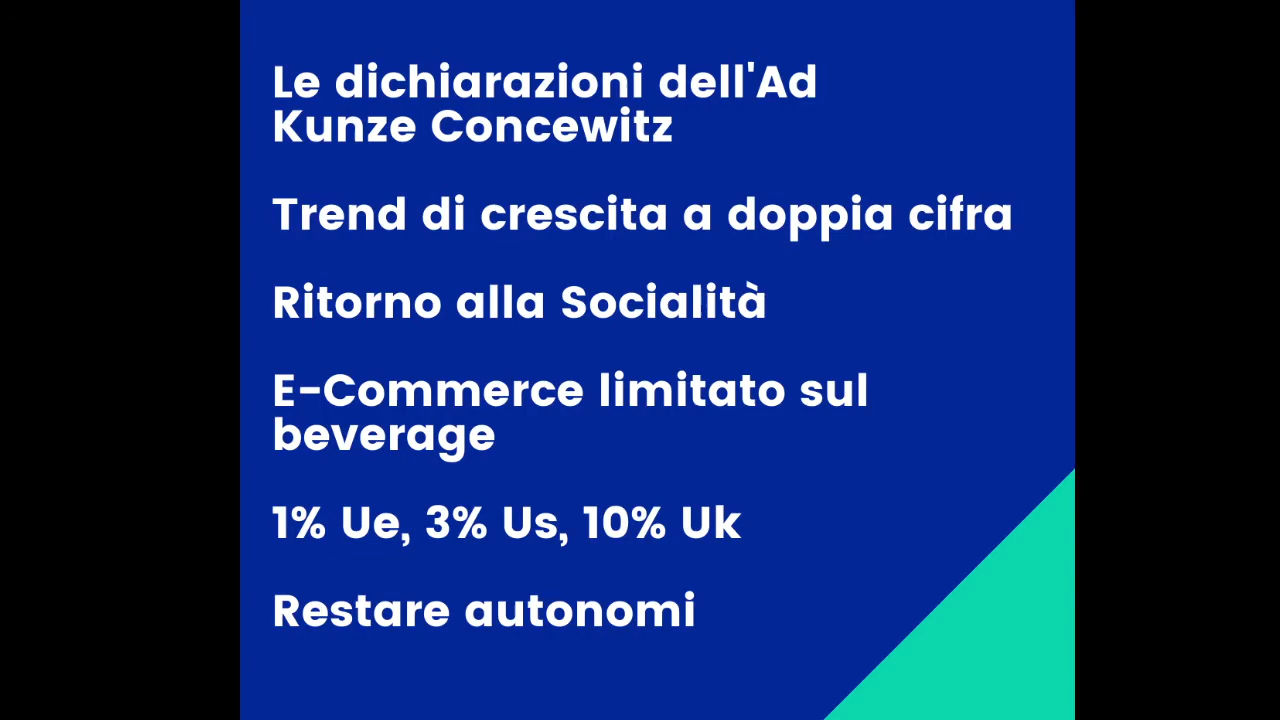 Le dichiarazioni dell'Ad
Kunze Concewitz
Trend di crescita a doppia cifra
Ritorno alla Socialità
E-Commerce limitato sul
beverage
1% Ue, 3% Us, 10% Uk
Restare autonomi